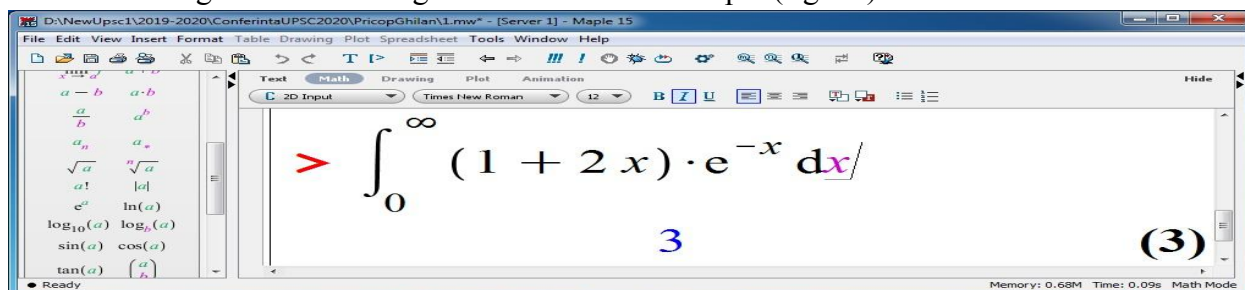 D:\NewUpsc1\2019-2020\ConferintaUPSC2020\PricopGhilan\1.mw* - [Server 1] - Maple 15
File Edit View Insert Format Table Drawing Plot Spreadsheet Tools Window Help
Text Math Drawing Plot Animation Hide
C 2D Input Times New Roman 12 B I U
a − b a·b
a/b a^b
a_n a_*
√a ⁿ√a
a! |a|
e^a ln(a)
log₁₀(a) log_b(a)
sin(a) cos(a)
tan(a) (a b)
> ∫₀^∞ (1 + 2 x) · e^{−x} dx
3 (3)
Ready Memory: 0.68M Time: 0.09s Math Mode